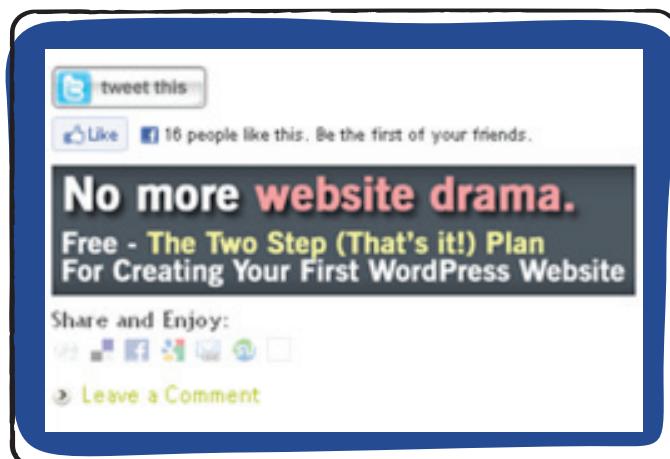 tweet this
Like 16 people like this. Be the first of your friends.
No more website drama.
Free - The Two Step (That's it!) Plan
For Creating Your First WordPress Website
Share and Enjoy:
Leave a Comment